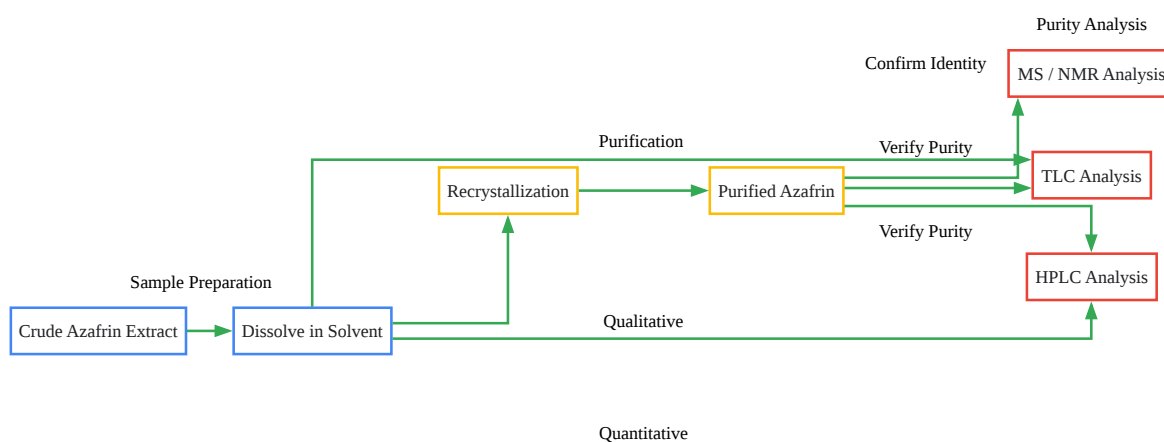 Purity Analysis
Confirm Identity
MS / NMR Analysis
Purification
Verify Purity
TLC Analysis
Recrystallization
Purified Azafrin
Verify Purity
HPLC Analysis
Sample Preparation
Crude Azafrin Extract
Dissolve in Solvent
Qualitative
Quantitative